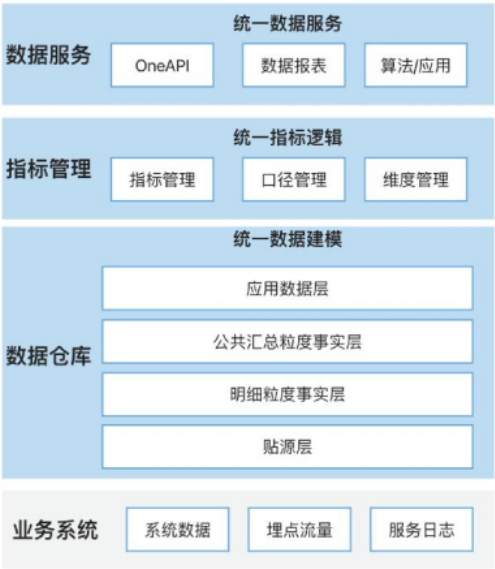 统一数据服务
数据服务
OneAPI
数据报表
算法/应用
统一指标逻辑
指标管理
指标管理
口径管理
维度管理
统一数据建模
数据仓库
应用数据层
公共汇总粒度事实层
明细粒度事实层
贴源层
业务系统
系统数据
埋点流量
服务日志